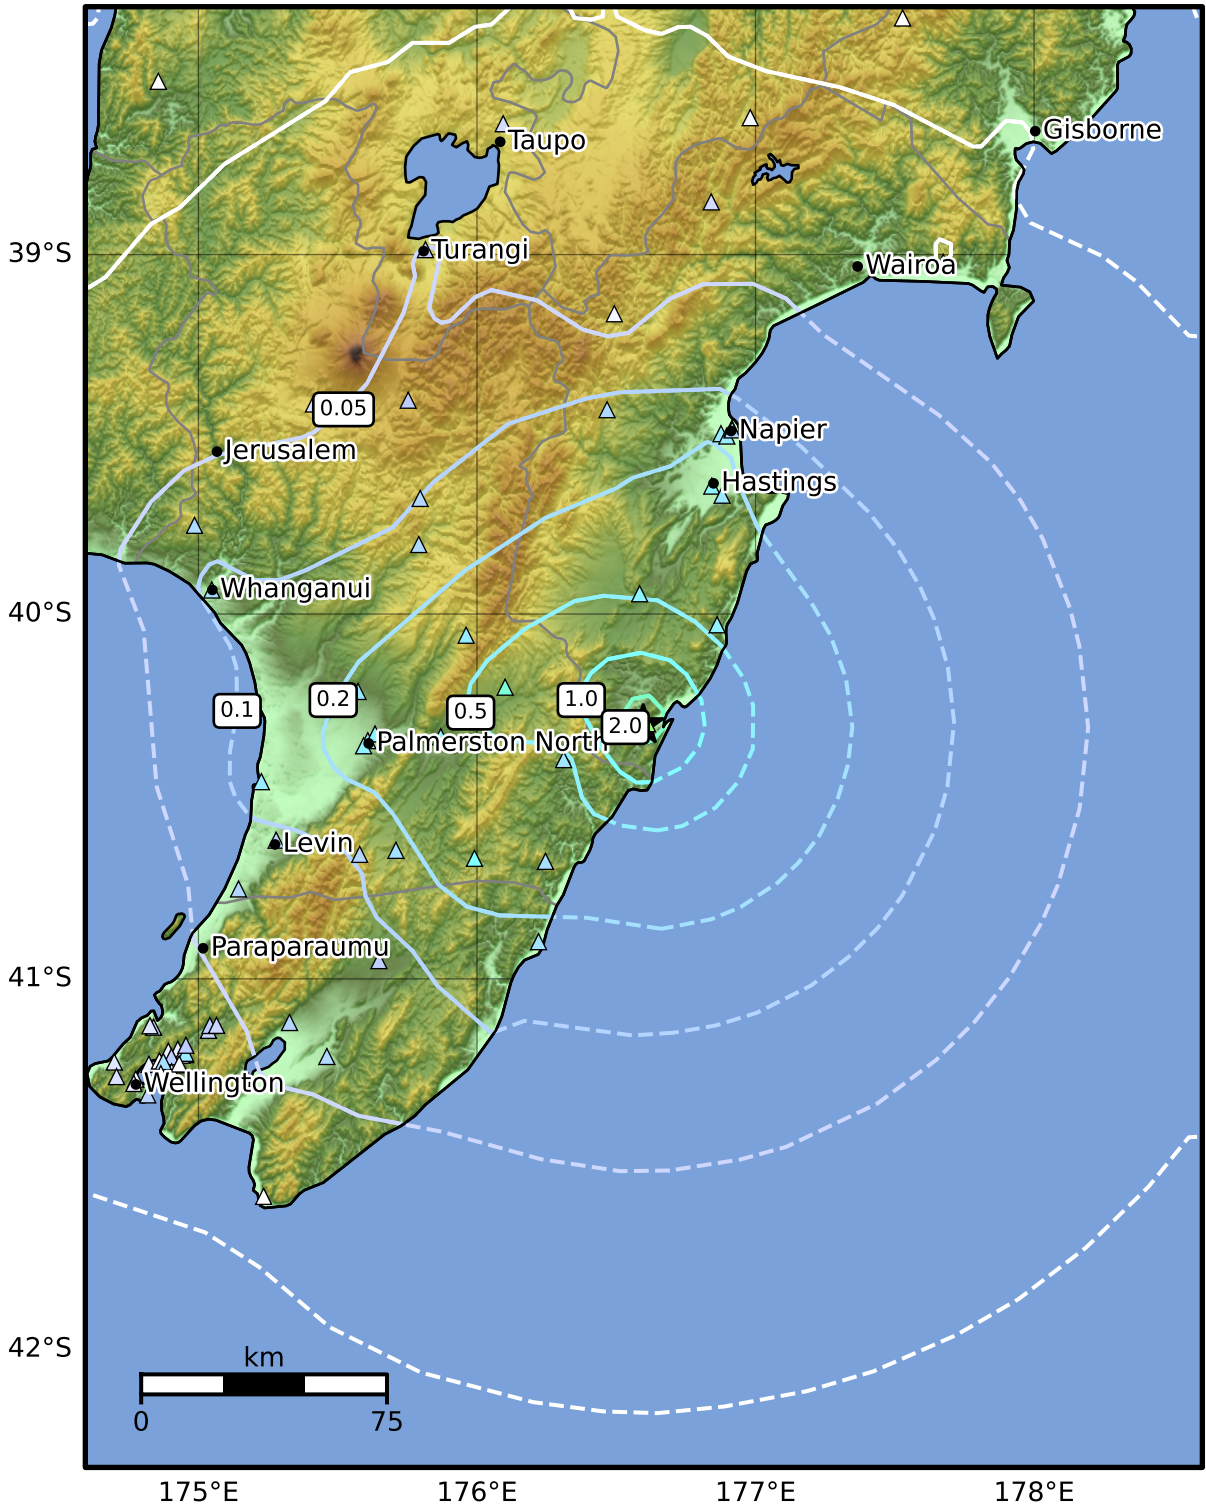 Gisborne
Taupo
39°S
Turangi
Wairoa
0.05
Napier
Jerusalem
Hastings
40°S
Whanganui
0.1
0.2
0.5
1.0
2.0
Palmerston North
Levin
Paraparaumu
41°S
Wellington
42°S
km
0
75
175°E
176°E
177°E
178°E